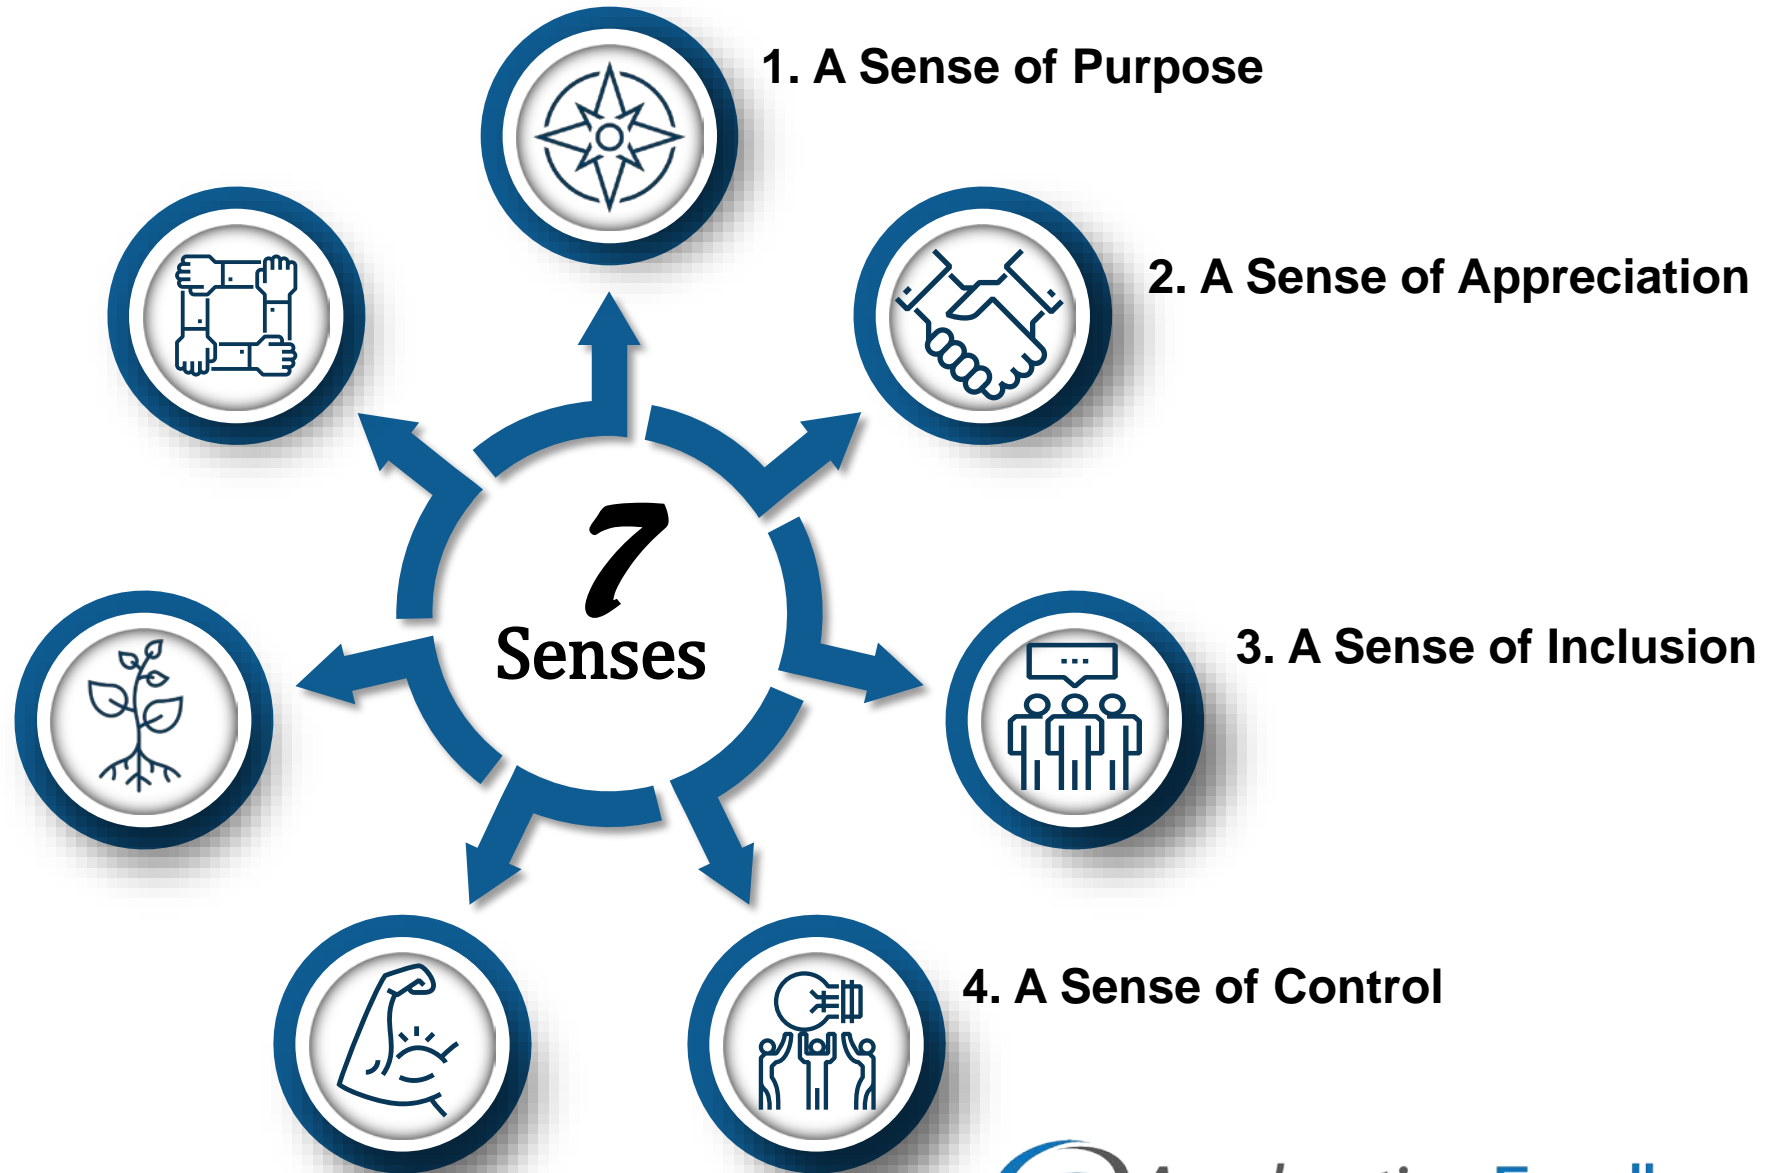 1. A Sense of Purpose
2. A Sense of Appreciation
7
Senses
3. A Sense of Inclusion
4. A Sense of Control